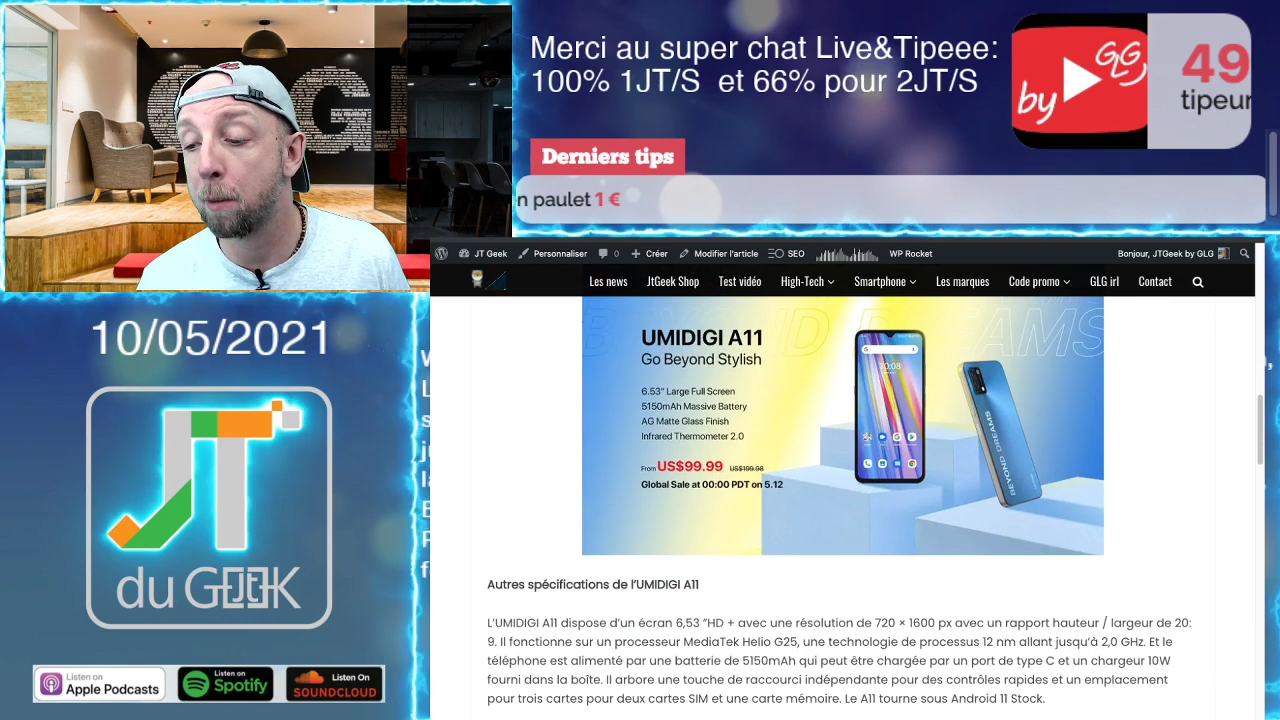 Merci au super chat Live&Tipeee:
100% 1JT/S et 66% pour 2JT/S
by GLG
49
tipeur
Derniers tips
n paulet 1 €
JT Geek Personnaliser 0 Créer Modifier l'article SEO WP Rocket Bonjour, JTGeek by GLG
Les news JtGeek Shop Test vidéo High-Tech Smartphone Les marques Code promo GLG irl Contact
10/05/2021
JT
du GEEK
Listen on
Apple Podcasts
Listen on
Spotify
Listen On
SOUNDCLOUD
BEYOND DREAMS
UMIDIGI A11
Go Beyond Stylish
6.53" Large Full Screen
5150mAh Massive Battery
AG Matte Glass Finish
Infrared Thermometer 2.0
From US$99.99 US$199.98
Global Sale at 00:00 PDT on 5.12
10:08
BEYOND DREAMS
Autres spécifications de l'UMIDIGI A11
L'UMIDIGI A11 dispose d'un écran 6,53 "HD + avec une résolution de 720 × 1600 px avec un rapport hauteur / largeur de 20:
9. Il fonctionne sur un processeur MediaTek Helio G25, une technologie de processus 12 nm allant jusqu'à 2,0 GHz. Et le
téléphone est alimenté par une batterie de 5150mAh qui peut être chargée par un port de type C et un chargeur 10W
fourni dans la boîte. Il arbore une touche de raccourci indépendante pour des contrôles rapides et un emplacement
pour trois cartes pour deux cartes SIM et une carte mémoire. Le A11 tourne sous Android 11 Stock.